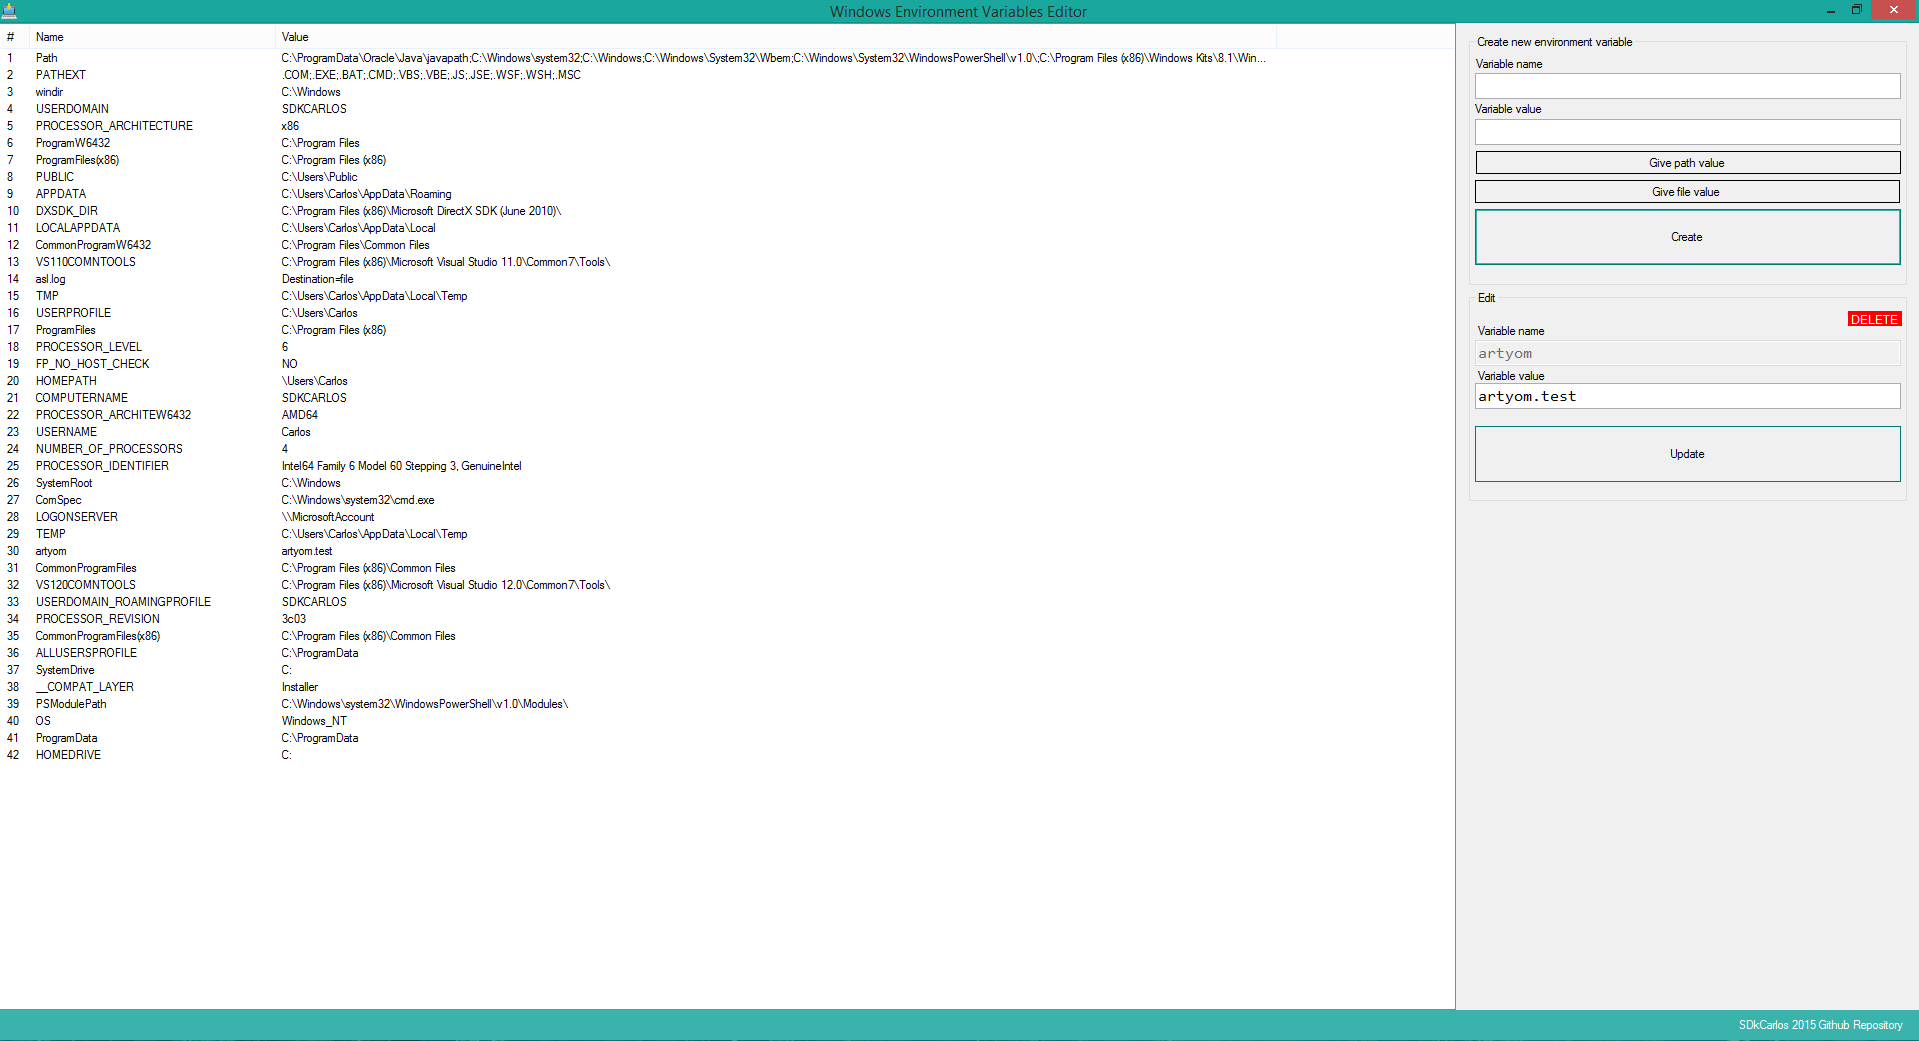 Windows Environment Variables Editor
# Name Value
1 Path C:\ProgramData\Oracle\Java\javapath;C:\Windows\system32;C:\Windows;C:\Windows\System32\Wbem;C:\Windows\System32\WindowsPowerShell\v1.0\;C:\Program Files (x86)\Windows Kits\8.1\Win...
2 PATHEXT .COM;.EXE;.BAT;.CMD;.VBS;.VBE;.JS;.JSE;.WSF;.WSH;.MSC
3 windir C:\Windows
4 USERDOMAIN SDKCARLOS
5 PROCESSOR_ARCHITECTURE x86
6 ProgramW6432 C:\Program Files
7 ProgramFiles(x86) C:\Program Files (x86)
8 PUBLIC C:\Users\Public
9 APPDATA C:\Users\Carlos\AppData\Roaming
10 DXSDK_DIR C:\Program Files (x86)\Microsoft DirectX SDK (June 2010)\
11 LOCALAPPDATA C:\Users\Carlos\AppData\Local
12 CommonProgramW6432 C:\Program Files\Common Files
13 VS110COMNTOOLS C:\Program Files (x86)\Microsoft Visual Studio 11.0\Common7\Tools\
14 asl.log Destination=file
15 TMP C:\Users\Carlos\AppData\Local\Temp
16 USERPROFILE C:\Users\Carlos
17 ProgramFiles C:\Program Files (x86)
18 PROCESSOR_LEVEL 6
19 FP_NO_HOST_CHECK NO
20 HOMEPATH \Users\Carlos
21 COMPUTERNAME SDKCARLOS
22 PROCESSOR_ARCHITEW6432 AMD64
23 USERNAME Carlos
24 NUMBER_OF_PROCESSORS 4
25 PROCESSOR_IDENTIFIER Intel64 Family 6 Model 60 Stepping 3, GenuineIntel
26 SystemRoot C:\Windows
27 ComSpec C:\Windows\system32\cmd.exe
28 LOGONSERVER \\MicrosoftAccount
29 TEMP C:\Users\Carlos\AppData\Local\Temp
30 artyom artyom.test
31 CommonProgramFiles C:\Program Files (x86)\Common Files
32 VS120COMNTOOLS C:\Program Files (x86)\Microsoft Visual Studio 12.0\Common7\Tools\
33 USERDOMAIN_ROAMINGPROFILE SDKCARLOS
34 PROCESSOR_REVISION 3c03
35 CommonProgramFiles(x86) C:\Program Files (x86)\Common Files
36 ALLUSERSPROFILE C:\ProgramData
37 SystemDrive C:
38 __COMPAT_LAYER Installer
39 PSModulePath C:\Windows\system32\WindowsPowerShell\v1.0\Modules\
40 OS Windows_NT
41 ProgramData C:\ProgramData
42 HOMEDRIVE C:
Create new environment variable
Variable name
Variable value
Give path value
Give file value
Create
Edit
DELETE
Variable name
artyom
Variable value
artyom.test
Update
SDkCarlos 2015 Github Repository